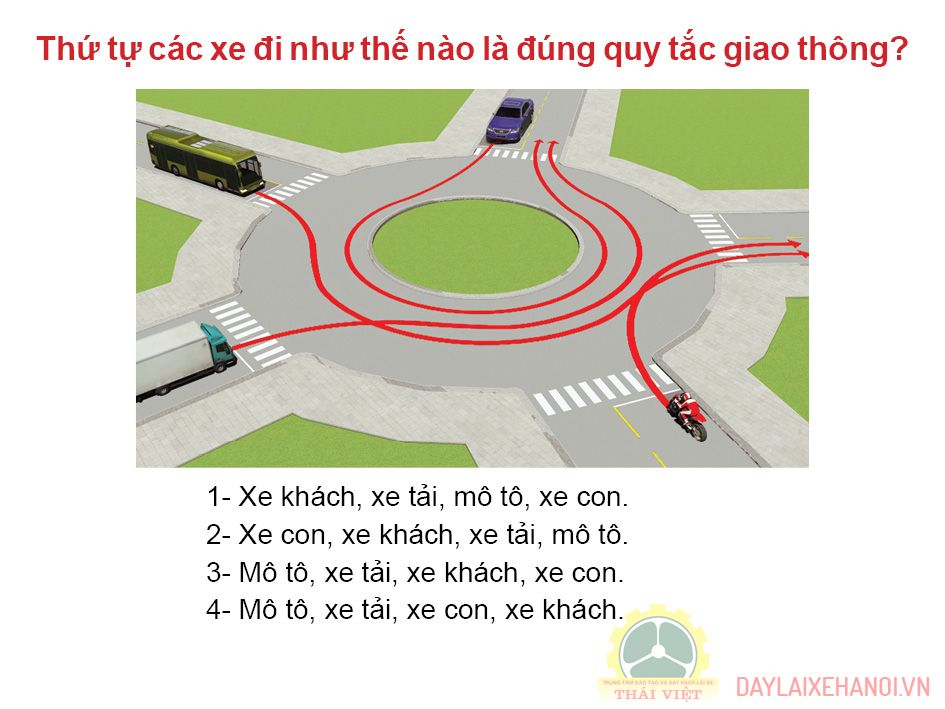 Thứ tự các xe đi như thế nào là đúng quy tắc giao thông?
1- Xe khách, xe tải, mô tô, xe con.
2- Xe con, xe khách, xe tải, mô tô.
3- Mô tô, xe tải, xe khách, xe con.
4- Mô tô, xe tải, xe con, xe khách.
TRUNG TÂM ĐÀO TẠO VÀ SÁT HẠCH LÁI XE
THÁI VIỆT
DAYLAIXEHANOI.VN